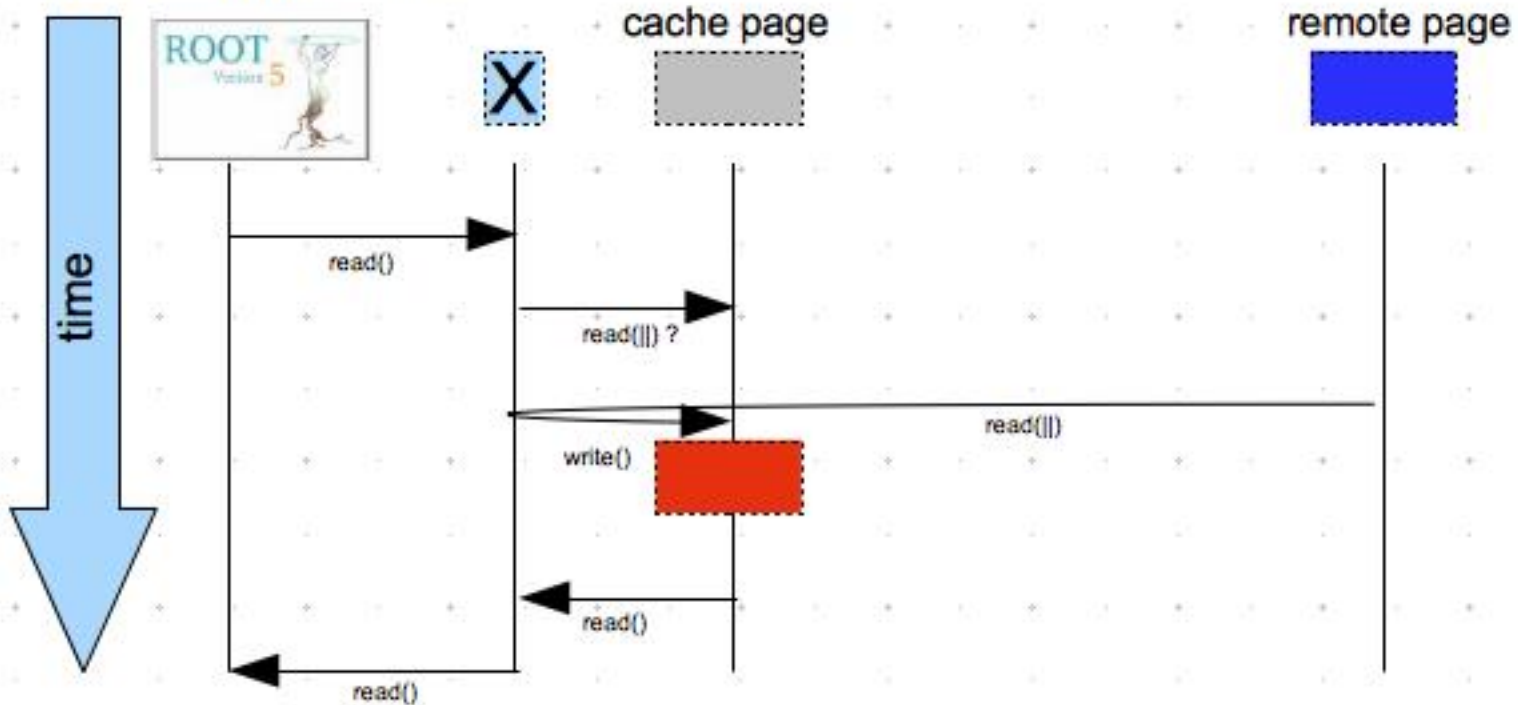 cache page
remote page
ROOT
Version 5
X
time
read()
read(||) ?
read(||)
write()
read()
read()